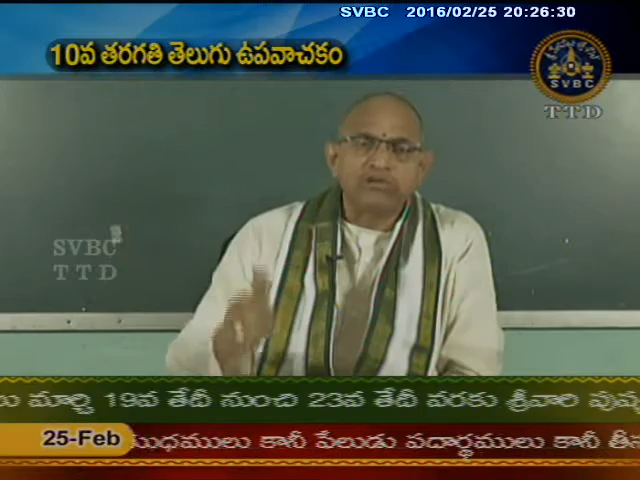 SVBC 2016/02/25 20:26:30
10వ తరగతి తెలుగు ఉపవాచకం
SVBC
TTD
SVBC
TTD
మార్చి 19వ తేదీ నుంచి 23వ తేదీ వరకు శ్రీవారి
25-Feb
కానీ పేలుడు పదార్థములు కానీ